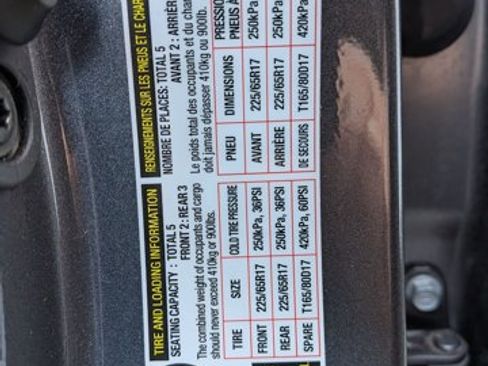 TIRE AND LOADING INFORMATION
SEATING CAPACITY : TOTAL 5
FRONT 2 : REAR 3
The combined weight of occupants and cargo
should never exceed 410kg or 900lbs.
TIRE SIZE COLD TIRE PRESSURE
FRONT 225/65R17 250kPa, 36PSI
REAR 225/65R17 250kPa, 36PSI
SPARE T165/80D17 420kPa, 60PSI
RENSEIGNEMENTS SUR LES PNEUS ET LE CHAR
NOMBRE DE PLACES: TOTAL 5
AVANT 2 : ARRIÈRE
Le poids total des occupants et du char
doit jamais dépasser 410kg ou 900lb.
PNEU DIMENSIONS PRESSION
PNEUS À
AVANT 225/65R17 250kPa
ARRIÈRE 225/65R17 250kPa
DE SECOURS T165/80D17 420kPa